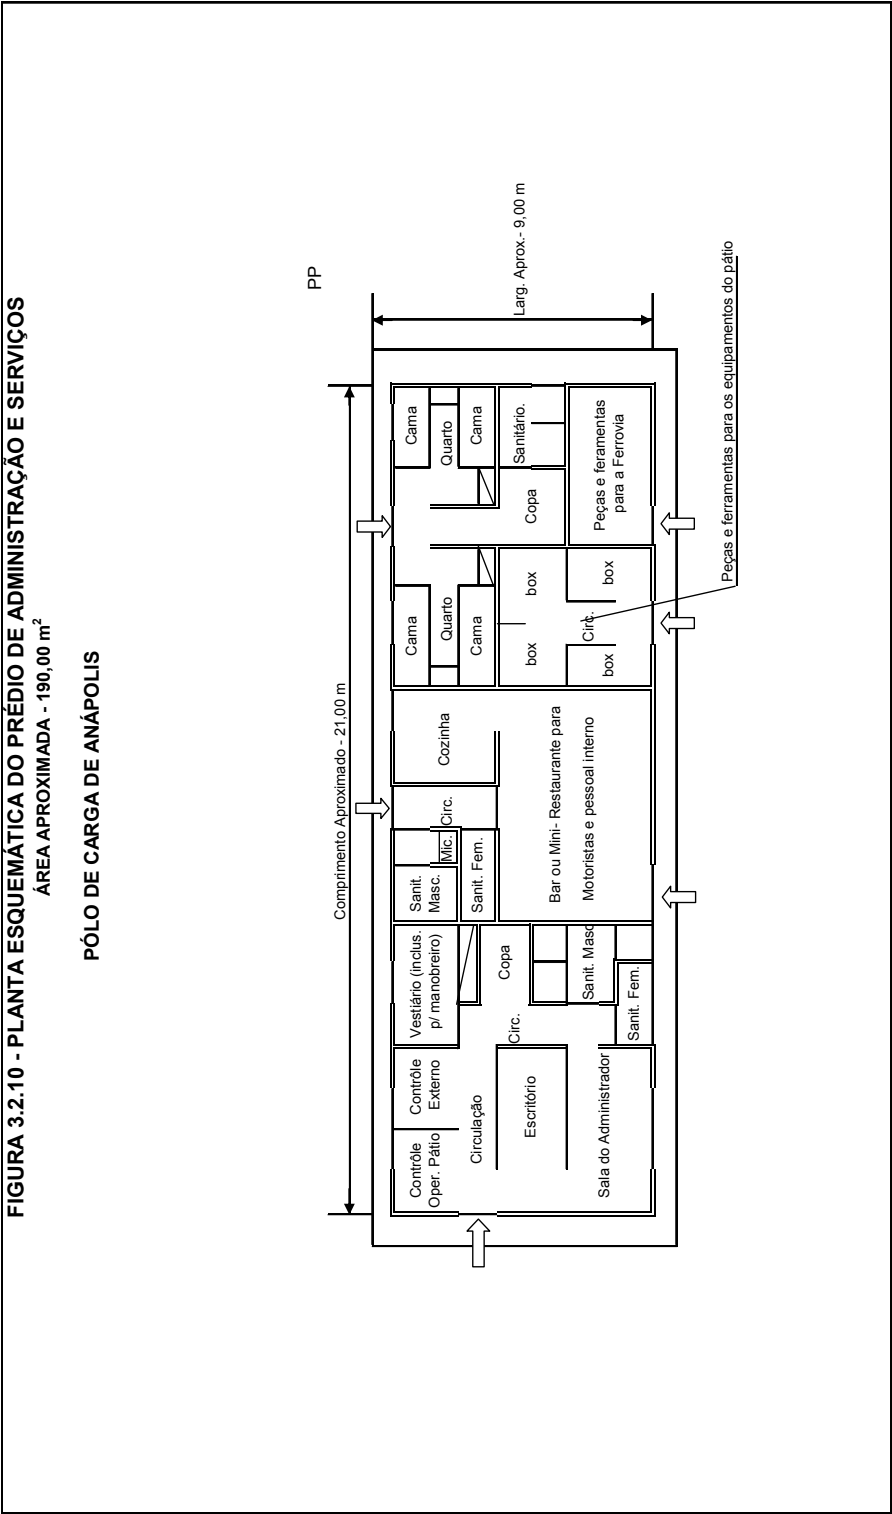 FIGURA 3.2.10 - PLANTA ESQUEMÁTICA DO PRÉDIO DE ADMINISTRAÇÃO E SERVIÇOS
ÁREA APROXIMADA - 190,00 m²
PÓLO DE CARGA DE ANÁPOLIS
PP
Comprimento Aproximado - 21,00 m
Larg. Aprox.- 9,00 m
Contrôle
Oper. Pátio
Contrôle
Externo
Vestiário (inclus.
p/ manobreiro)
Sanit.
Masc.
Mic.
Sanit. Fem.
Circ.
Cozinha
Cama
Quarto
Cama
Cama
Quarto
Cama
Circulação
Escritório
Sala do Administrador
Circ.
Copa
Sanit. Masc
Sanit. Fem.
Bar ou Mini- Restaurante para
Motoristas e pessoal interno
box
box
box
box
Circ.
Copa
Sanitário.
Peças e feramentas
para a Ferrovia
Peças e ferramentas para os equipamentos do pátio